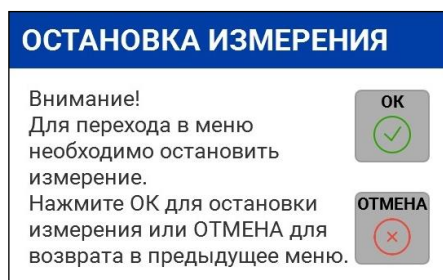 ОСТАНОВКА ИЗМЕРЕНИЯ
Внимание!
Для перехода в меню
необходимо остановить
измерение.
Нажмите ОК для остановки
измерения или ОТМЕНА для
возврата в предыдущее меню.
ОК
ОТМЕНА